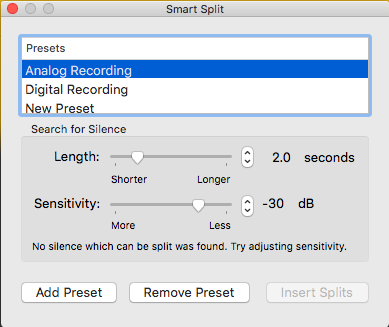 Smart Split
Presets
Analog Recording
Digital Recording
New Preset
Search for Silence
Length: 2.0 seconds
Shorter Longer
Sensitivity: -30 dB
More Less
No silence which can be split was found. Try adjusting sensitivity.
Add Preset Remove Preset Insert Splits